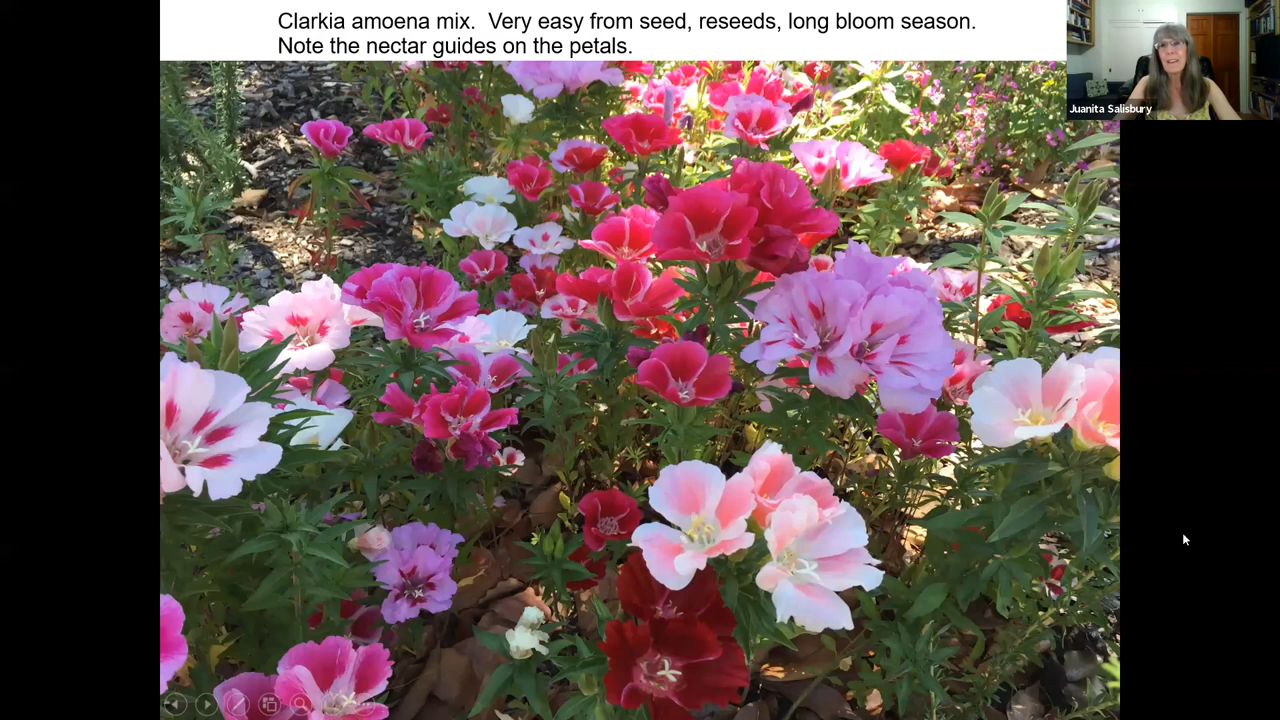 Clarkia amoena mix.  Very easy from seed, reseeds, long bloom season.
Note the nectar guides on the petals.
Juanita Salisbury